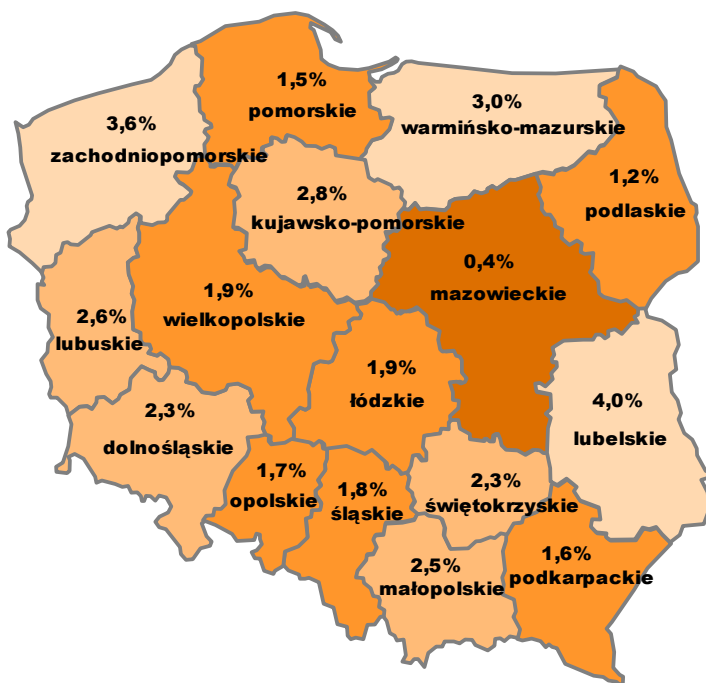 1,5%
pomorskie
3,0%
warmińsko-mazurskie
3,6%
zachodniopomorskie
1,2%
podlaskie
2,8%
kujawsko-pomorskie
0,4%
mazowieckie
1,9%
wielkopolskie
2,6%
lubuskie
1,9%
łódzkie
4,0%
lubelskie
2,3%
dolnośląskie
1,7%
opolskie
1,8%
śląskie
2,3%
świętokrzyskie
1,6%
podkarpackie
2,5%
małopolskie